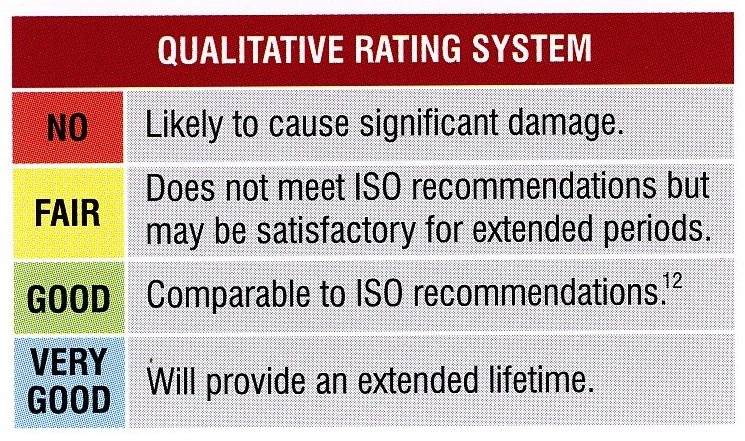 QUALITATIVE RATING SYSTEM
NO
Likely to cause significant damage.
FAIR
Does not meet ISO recommendations but
may be satisfactory for extended periods.
GOOD
Comparable to ISO recommendations.12
VERY
GOOD
Will provide an extended lifetime.